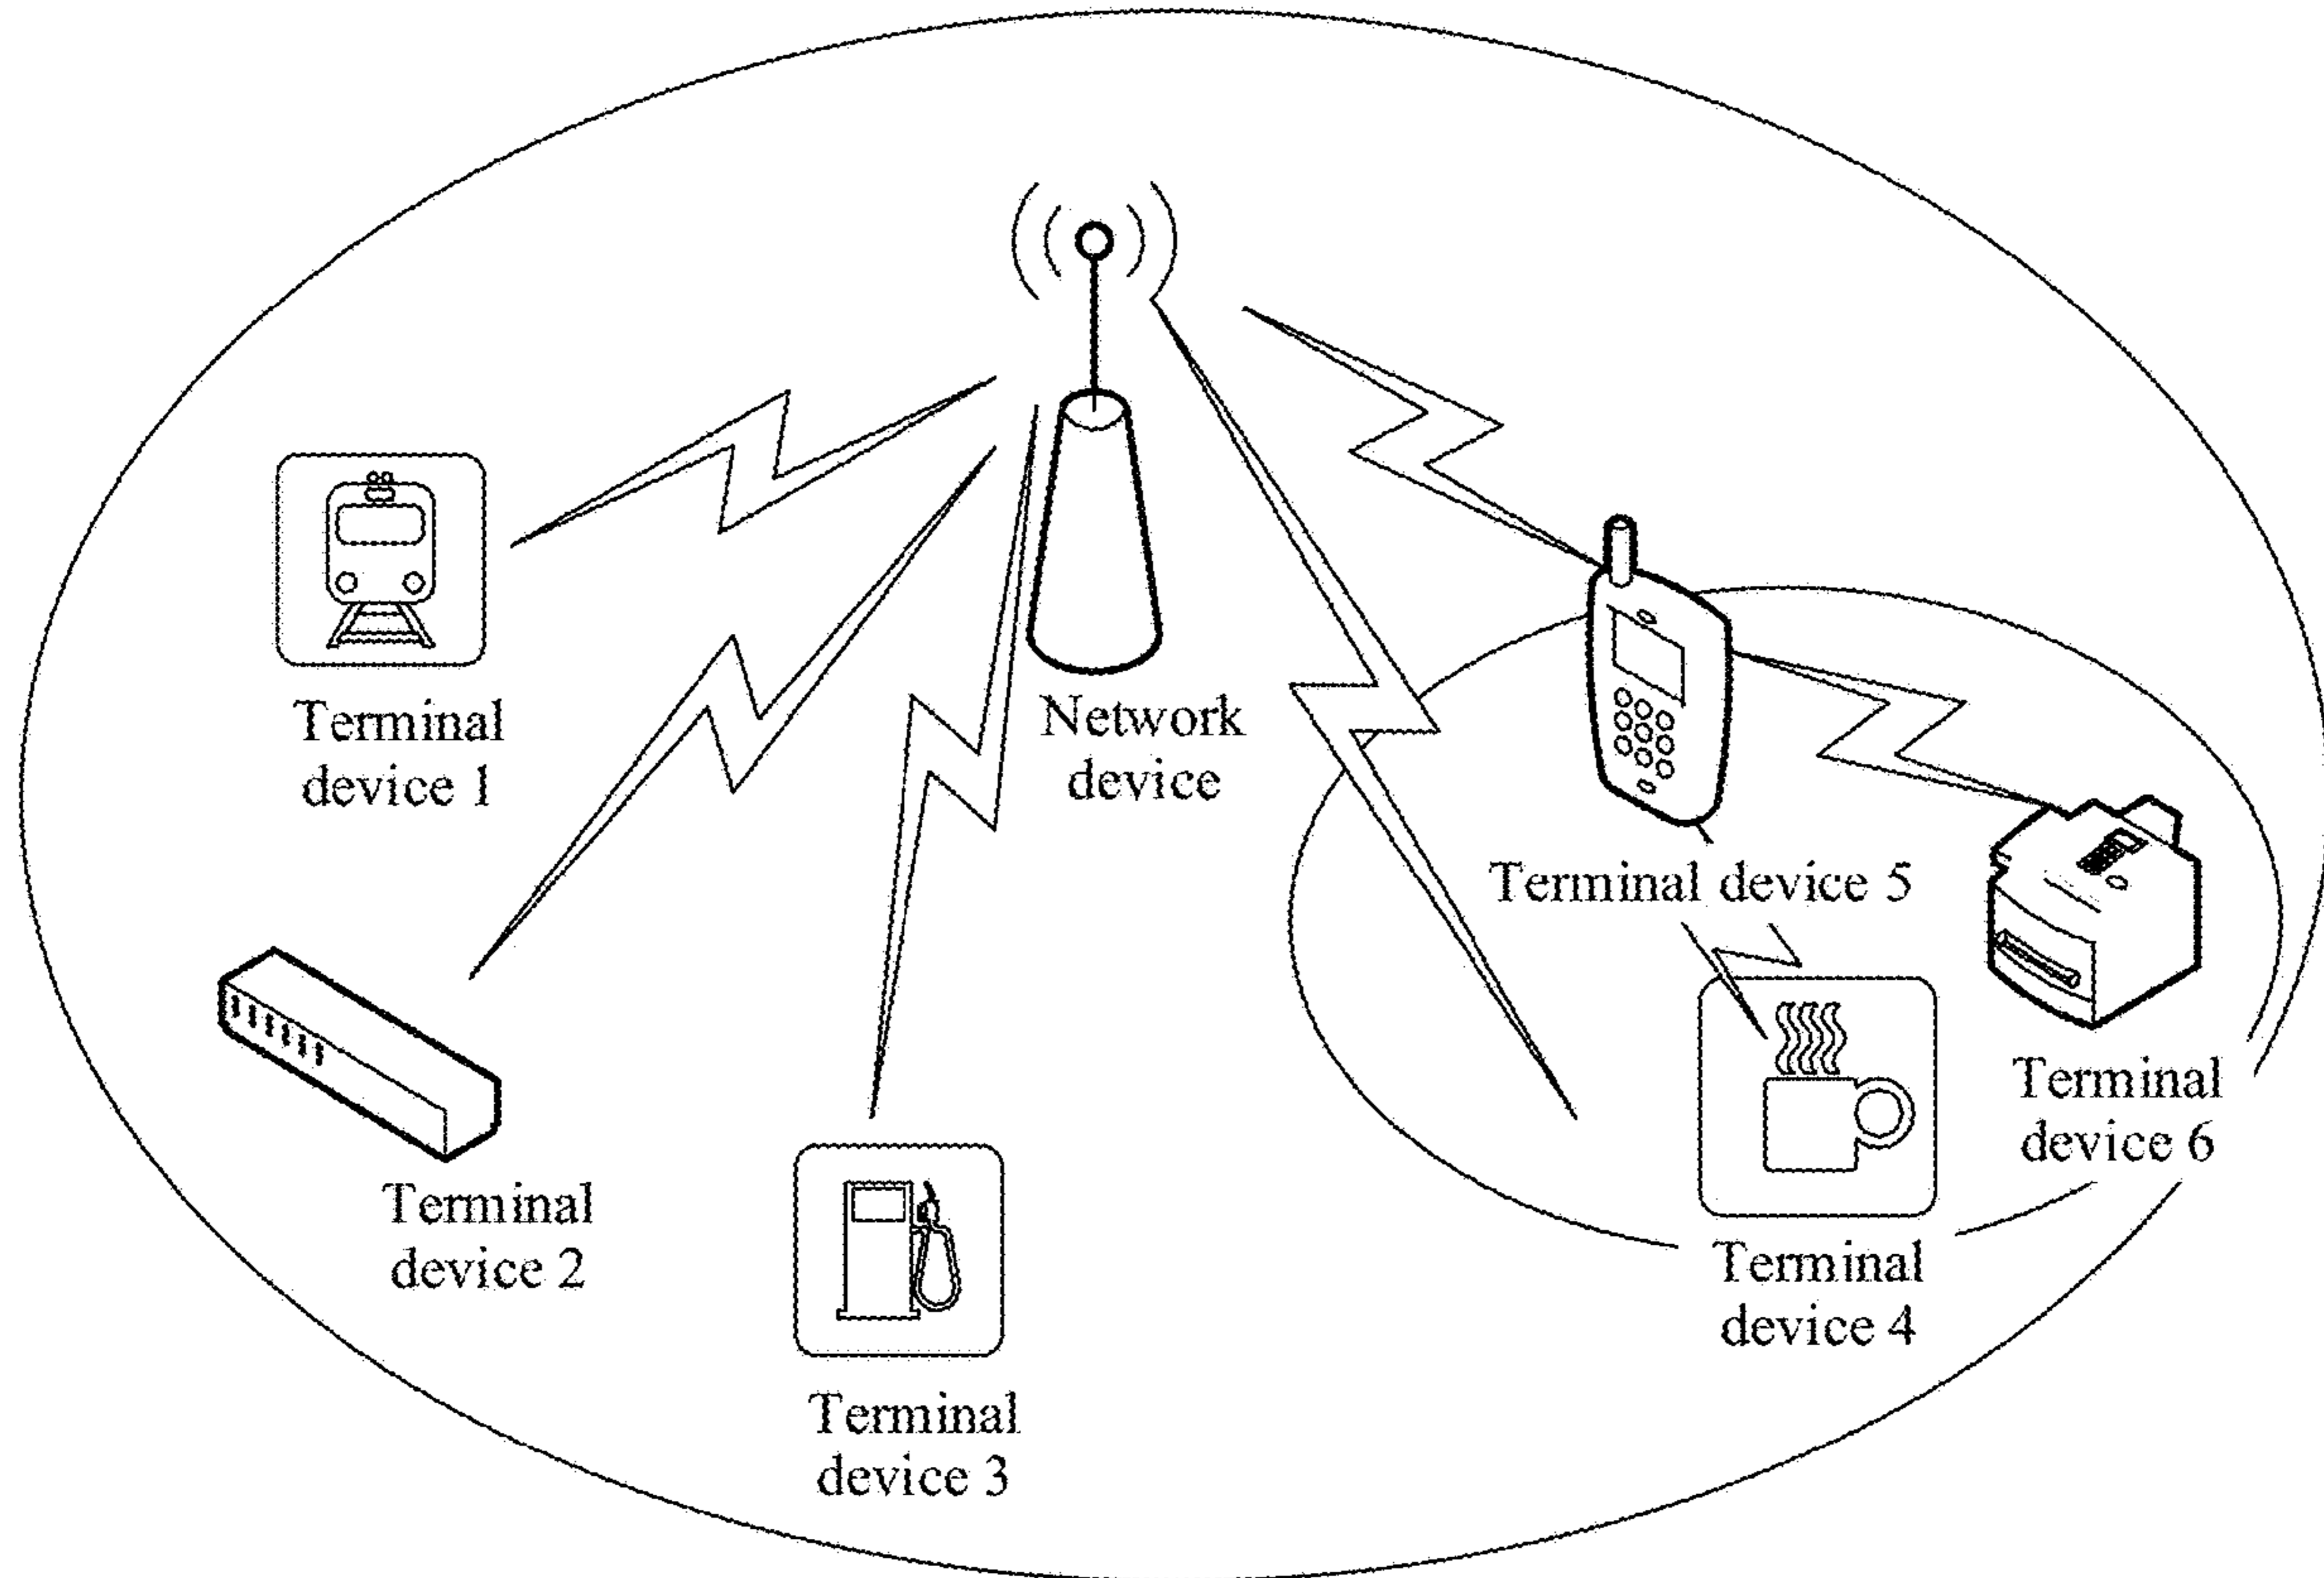 Terminal
device 1
Network
device
Terminal device 5
Terminal
device 6
Terminal
device 2
Terminal
device 4
Terminal
device 3